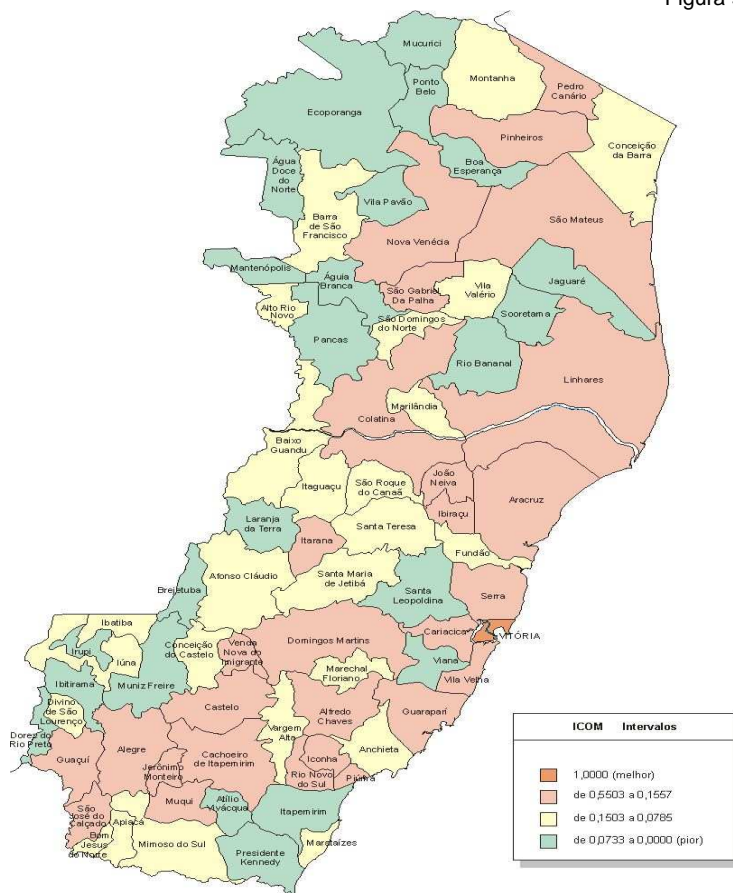 Figura
Mucurici
Montanha
Ponto
Belo
Pedro
Canário
Ecoporanga
Pinheiros
Conceição
da Barra
Água
Doce
do
Norte
Boa
Esperança
Vila Pavão
Barra
de São
Francisco
São Mateus
Nova Venécia
Mantenópolis
Águia
Branca
São Gabriel
Da Palha
Vila
Valério
Jaguaré
Alto Rio
Novo
São Domingos
do Norte
Sooretama
Pancas
Rio Bananal
Linhares
Marilândia
Colatina
Baixo
Guandu
Itaguaçu
São Roque
do Canaã
João
Neiva
Aracruz
Ibiraçu
Laranja
da Terra
Itarana
Santa Teresa
Fundão
Afonso Cláudio
Santa Maria
de Jetibá
Santa
Leopoldina
Serra
Brejetuba
Ibatiba
Irupi
Iúna
Conceição
do Castelo
Venda
Nova do
Imigrante
Domingos Martins
Cariacica
VITÓRIA
Viana
Vila Velha
Ibitirama
Muniz Freire
Marechal
Floriano
Divino
de São
Lourenço
Castelo
Vargem
Alta
Alfredo
Chaves
Guarapari
Dores do
Rio Preto
Guaçuí
Alegre
Jerônimo
Monteiro
Cachoeiro
de Itapemirim
Iconha
Rio Novo
do Sul
Anchieta
Piúma
São
José do
Calçado
Muqui
Atílio
Vivácqua
Itapemirim
Apiacá
Bom
Jesus
do Norte
Mimoso do Sul
Presidente
Kennedy
Marataízes
ICOM Intervalos
1,0000 (melhor)
de 0,5503 a 0,1557
de 0,1503 a 0,0785
de 0,0733 a 0,0000 (pior)